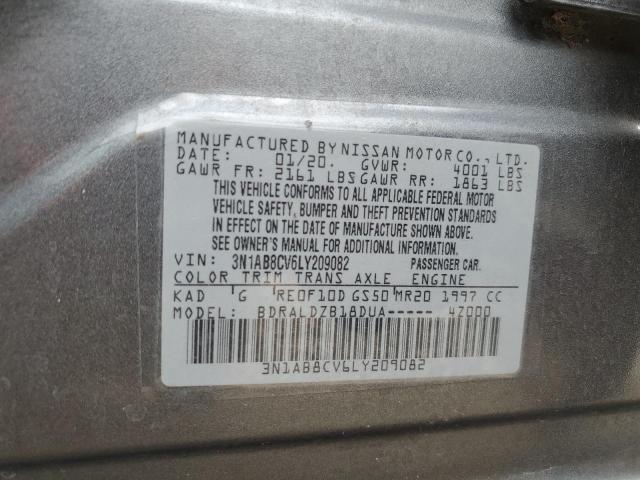 MANUFACTURED BY NISSAN MOTOR CO., LTD.
DATE: 01/20. GVWR: 4001 LBS
GAWR FR: 2161 LBS GAWR RR: 1863 LBS
THIS VEHICLE CONFORMS TO ALL APPLICABLE FEDERAL MOTOR
VEHICLE SAFETY, BUMPER AND THEFT PREVENTION STANDARDS
IN EFFECT ON THE DATE OF MANUFACTURE SHOWN ABOVE.
SEE OWNER'S MANUAL FOR ADDITIONAL INFORMATION.
VIN: 3N1AB8CV6LY209082 PASSENGER CAR.
COLOR TRIM TRANS AXLE ENGINE
KAD G RE0F10D GS50 MR20 1997 CC
MODEL: BDRALDZB18DUA----- 4Z000
3N1AB8CV6LY209082